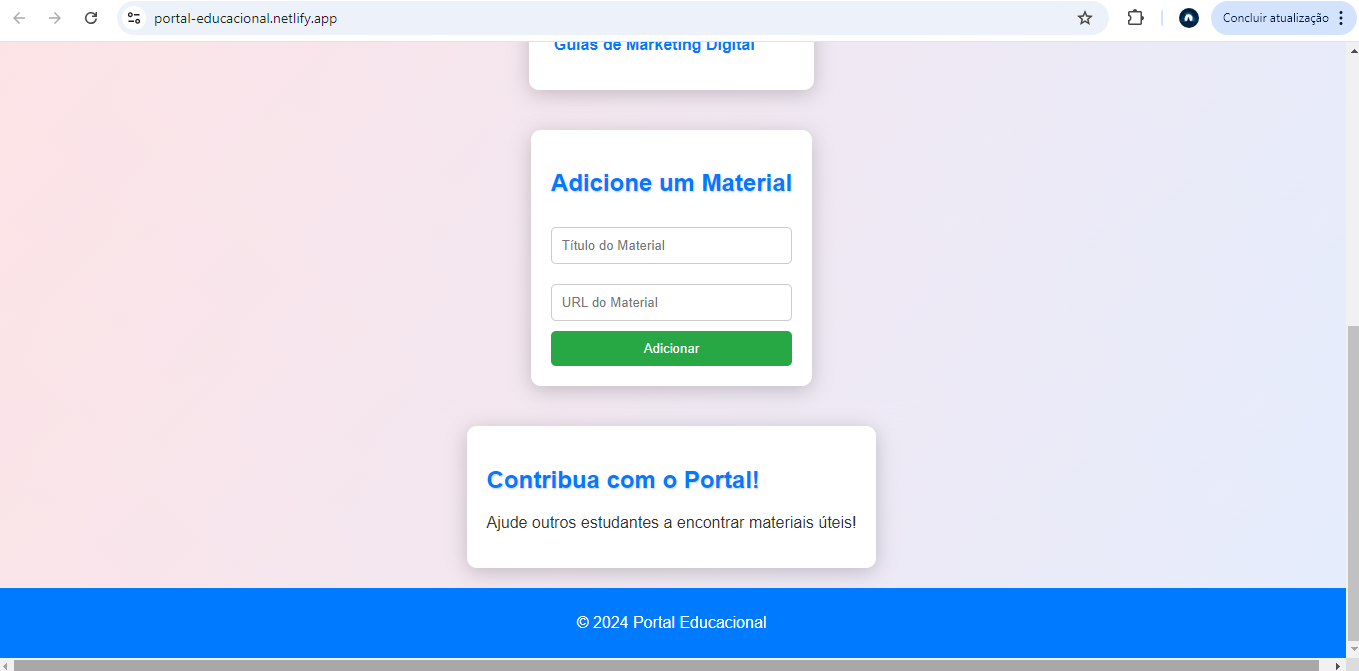 portal-educacional.netlify.app
Concluir atualização
Guias de Marketing Digital
Adicione um Material
Título do Material
URL do Material
Adicionar
Contribua com o Portal!
Ajude outros estudantes a encontrar materiais úteis!
© 2024 Portal Educacional